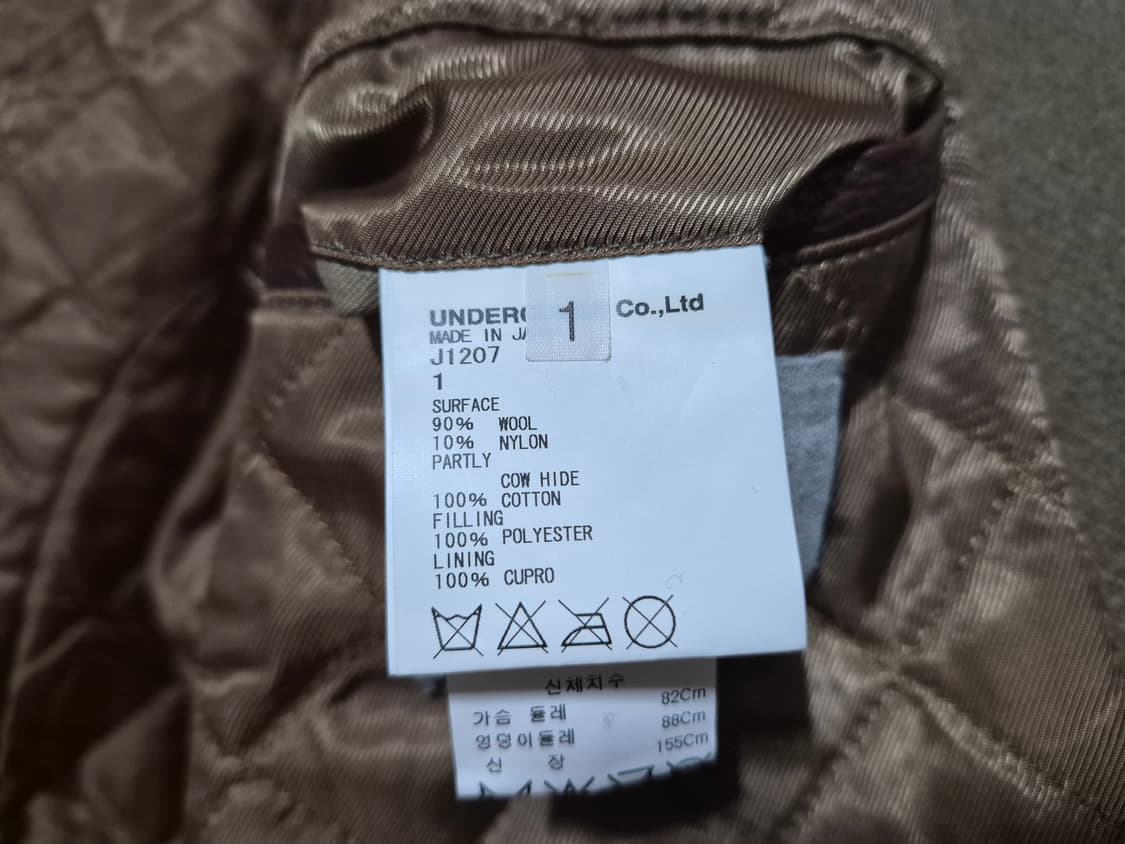 1
UNDERC Co.,Ltd
MADE IN JA
J1207
1
SURFACE
90% WOOL
10% NYLON
PARTLY
COW HIDE
100% COTTON
FILLING
100% POLYESTER
LINING
100% CUPRO
신체치수
가슴 둘레 82Cm
엉덩이둘레 88Cm
신 장 155Cm